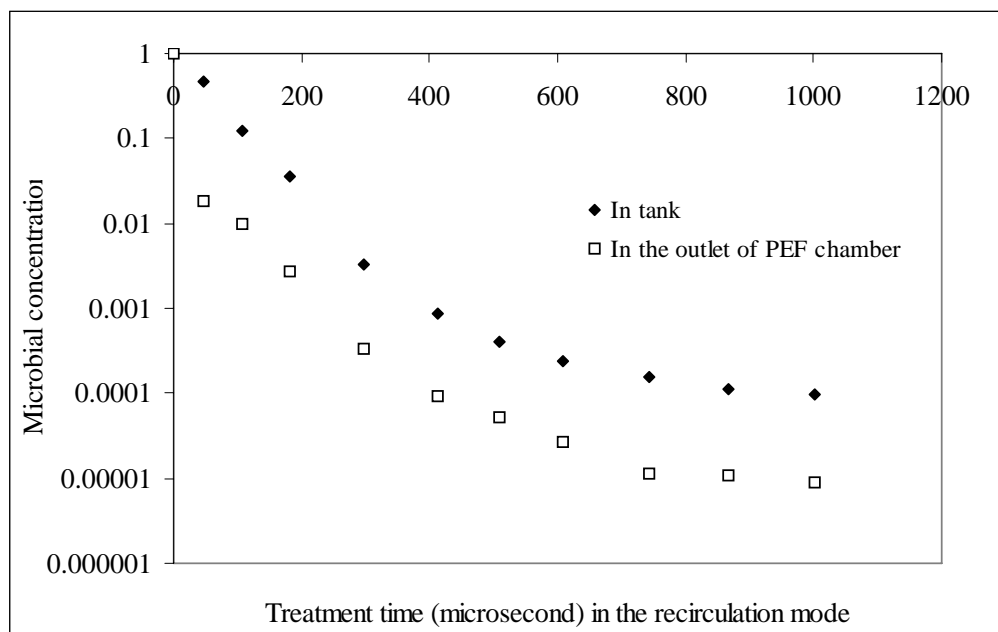 1
0 200 400 600 800 1000 1200
0.1
0.01
0.001
0.0001
0.00001
0.000001
In tank
In the outlet of PEF chamber
Microbial concentration
Treatment time (microsecond) in the recirculation mode